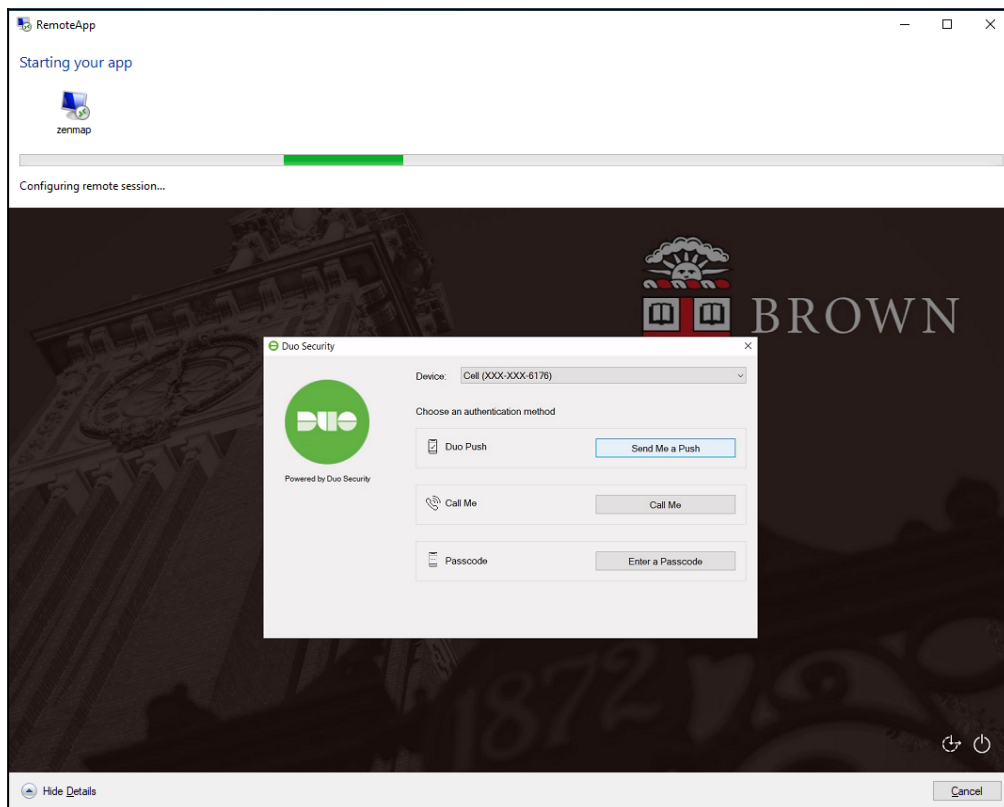 RemoteApp
Starting your app
zenmap
Configuring remote session...
BROWN
Duo Security
Device: Cell (XXX-XXX-6176)
Choose an authentication method
DUO
Duo Push Send Me a Push
Powered by Duo Security
Call Me Call Me
Passcode Enter a Passcode
1872
Hide Details Cancel